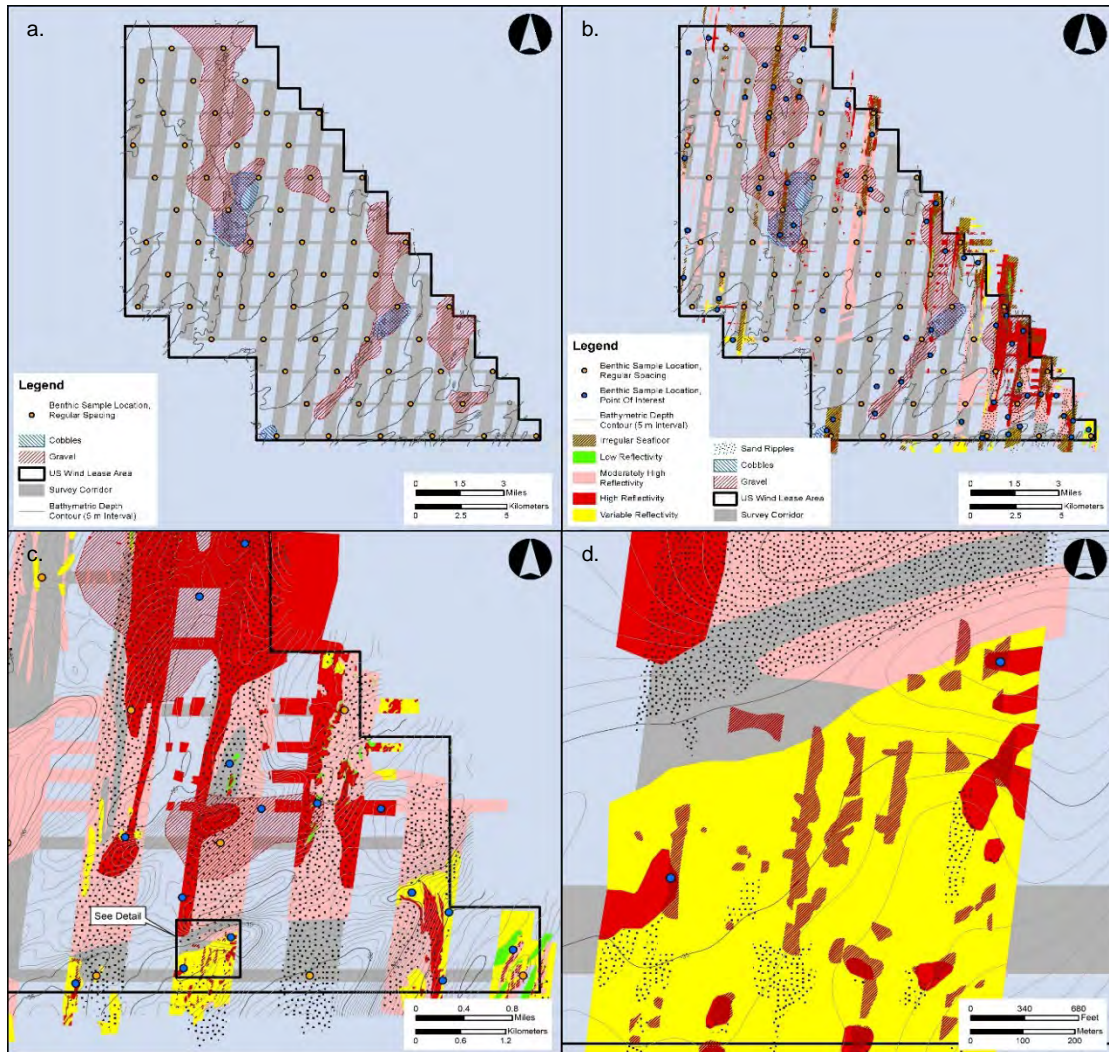 a.
Legend
Benthic Sample Location,
Regular Spacing
Cobbles
Gravel
US Wind Lease Area
Survey Corridor
Bathymetric Depth
Contour (5 m Interval)
0 1.5 3
Miles
0 2.5 5
Kilometers
b.
Legend
Benthic Sample Location,
Regular Spacing
Benthic Sample Location,
Point Of Interest
Bathymetric Depth
Contour (5 m Interval)
Irregular Seafloor
Low Reflectivity
Moderately High
Reflectivity
High Reflectivity
Variable Reflectivity
Sand Ripples
Cobbles
Gravel
US Wind Lease Area
Survey Corridor
0 1.5 3
Miles
0 2.5 5
Kilometers
c.
See Detail
0 0.4 0.8
Miles
0 0.6 1.2
Kilometers
d.
0 340 680
Feet
0 100 200
Meters